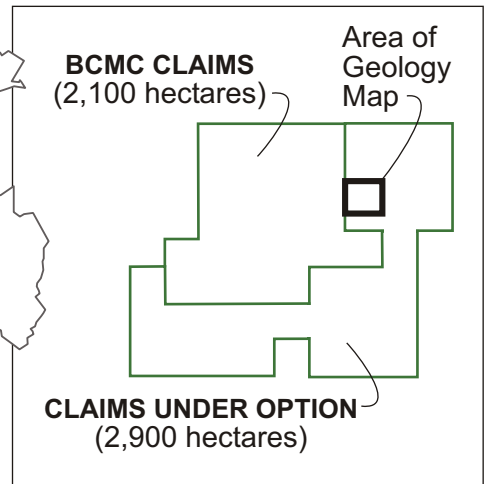 BCMC CLAIMS
(2,100 hectares)
Area of
Geology
Map
CLAIMS UNDER OPTION
(2,900 hectares)